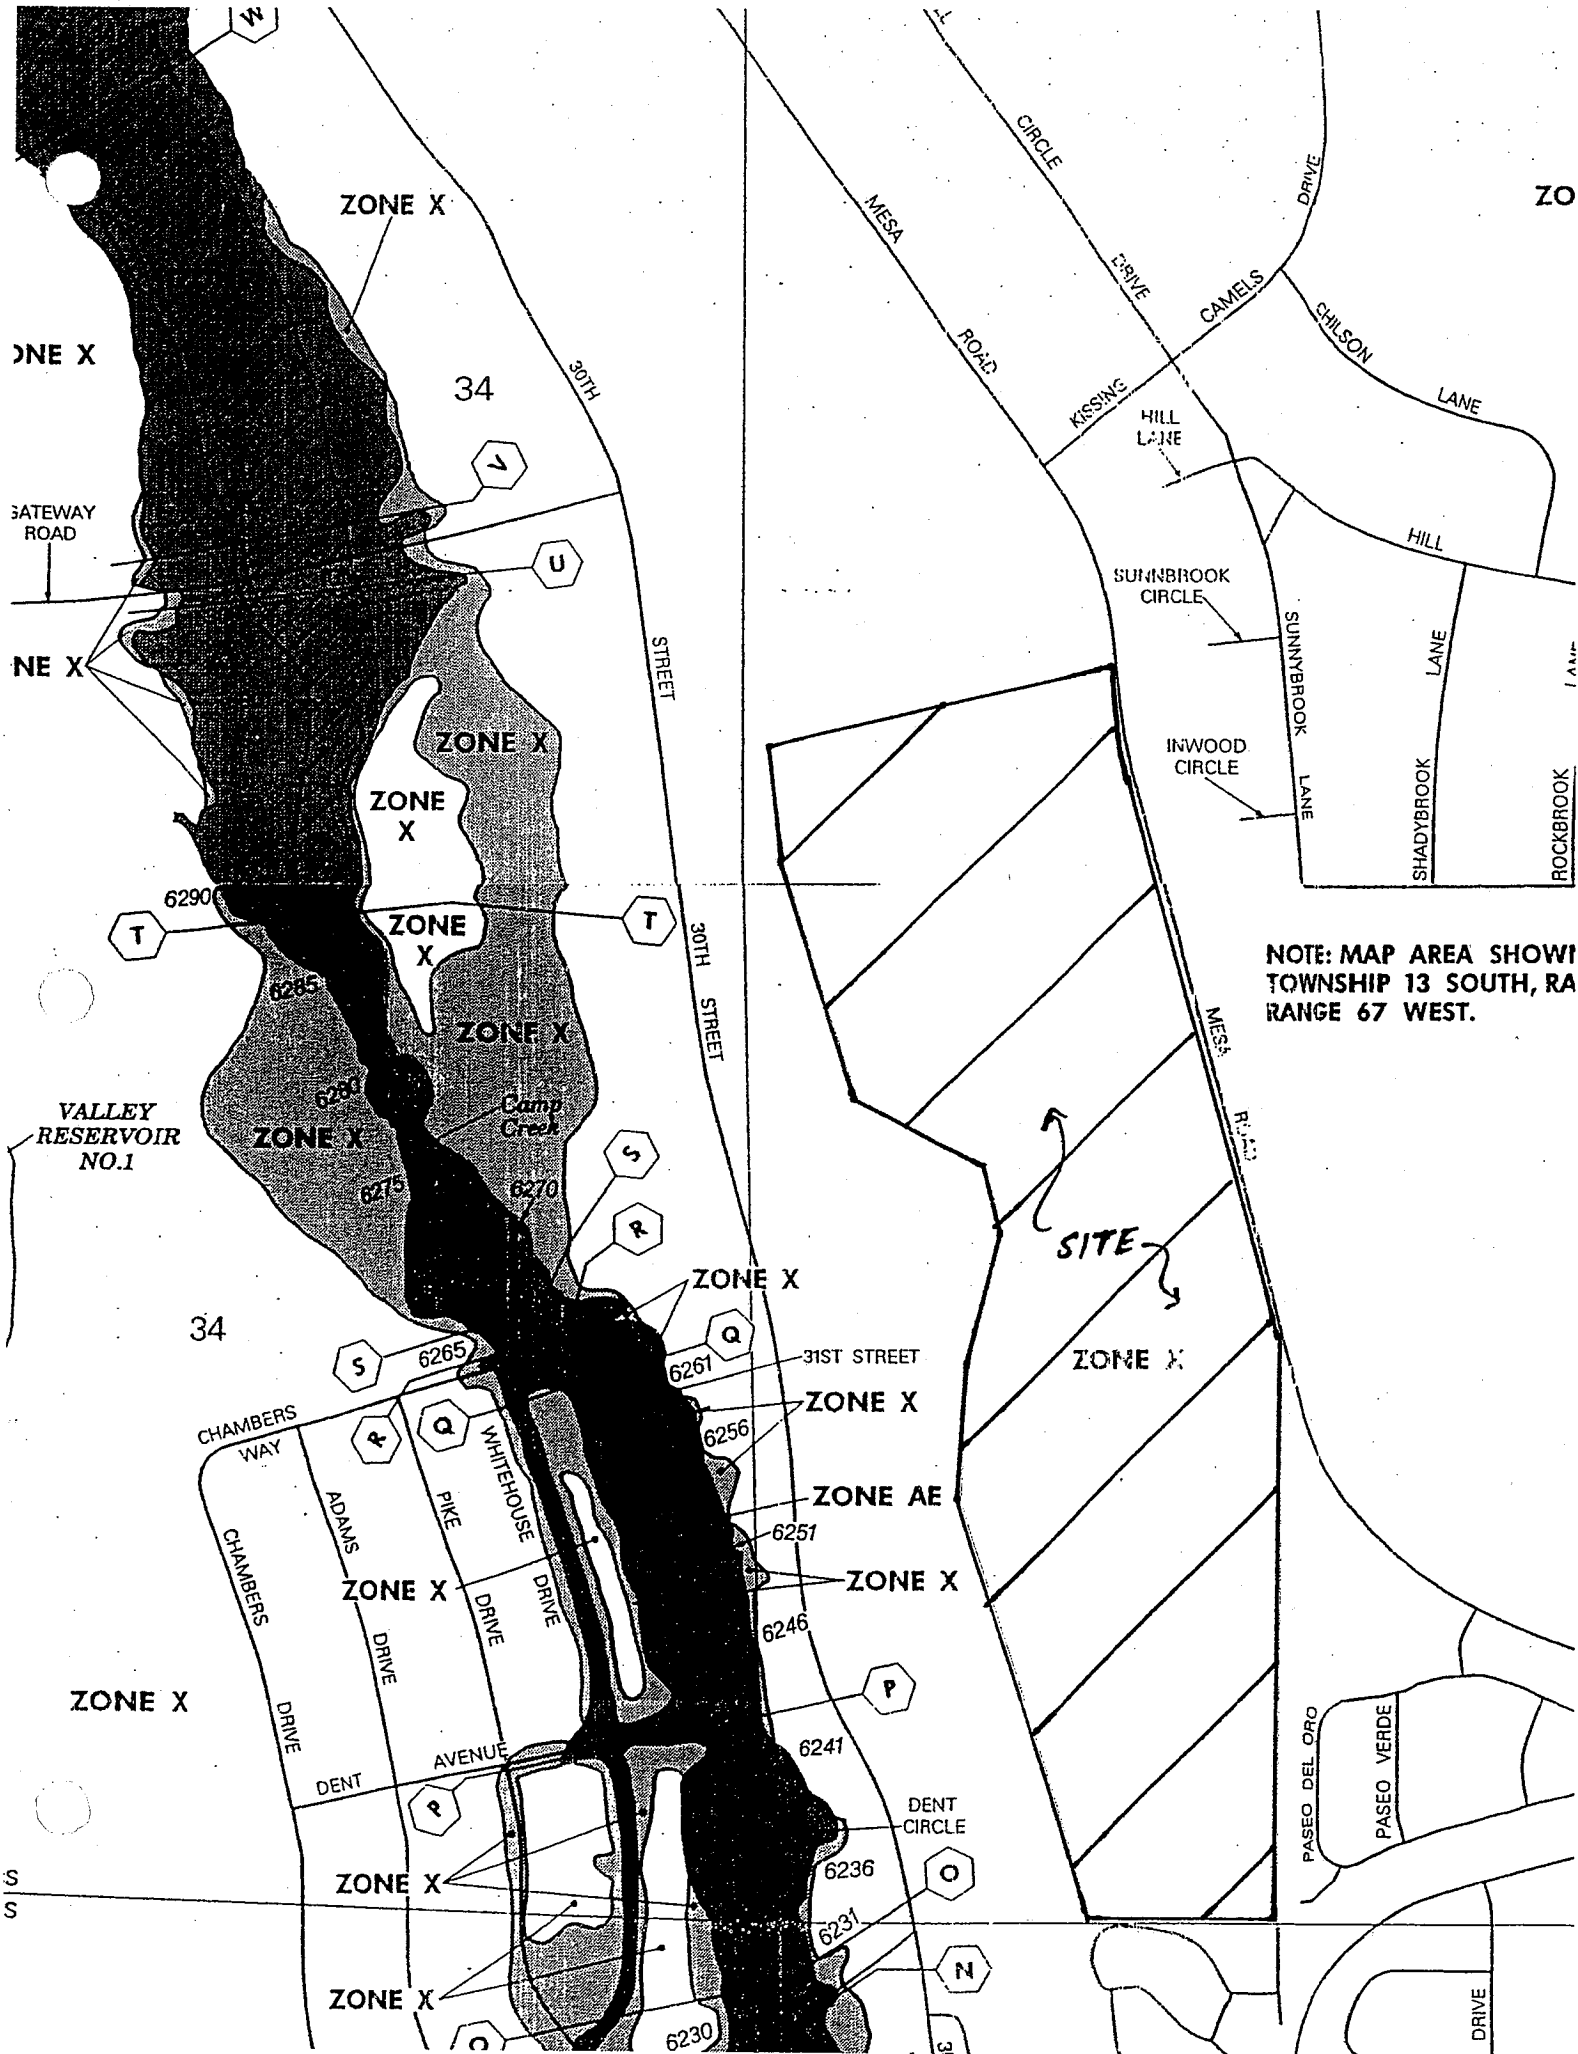 W
ZONE X
ZO
ONE X
34
30TH
STREET
MESA
ROAD
CIRCLE
DRIVE
DRIVE
KISSING
CAMELS
CHILSON
LANE
HILL
LANE
HILL
V
GATEWAY
ROAD
U
SUNNBROOK
CIRCLE
SUNNYBROOK
LANE
LANE
SHADYBROOK
ROCKBROOK
INWOOD
CIRCLE
NE X
ZONE X
ZONE
X
6290
T
ZONE
X
T
30TH
STREET
NOTE: MAP AREA SHOWN
TOWNSHIP 13 SOUTH, RA
RANGE 67 WEST.
6285
ZONE X
6280
Camp
Creek
VALLEY
RESERVOIR
NO.1
ZONE X
6275
6270
S
R
MESA
ROAD
SITE
ZONE X
34
ZONE X
Q
S
6265
6261
31ST STREET
CHAMBERS
WAY
R
Q
ZONE X
6256
WHITEHOUSE
DRIVE
PIKE
DRIVE
ADAMS
DRIVE
CHAMBERS
DRIVE
ZONE AE
6251
ZONE X
ZONE X
6246
ZONE X
P
6241
AVENUE
DENT
P
DENT
CIRCLE
PASEO DEL ORO
PASEO VERDE
6236
O
ZONE X
S
S
6231
N
ZONE X
O
6230
DRIVE